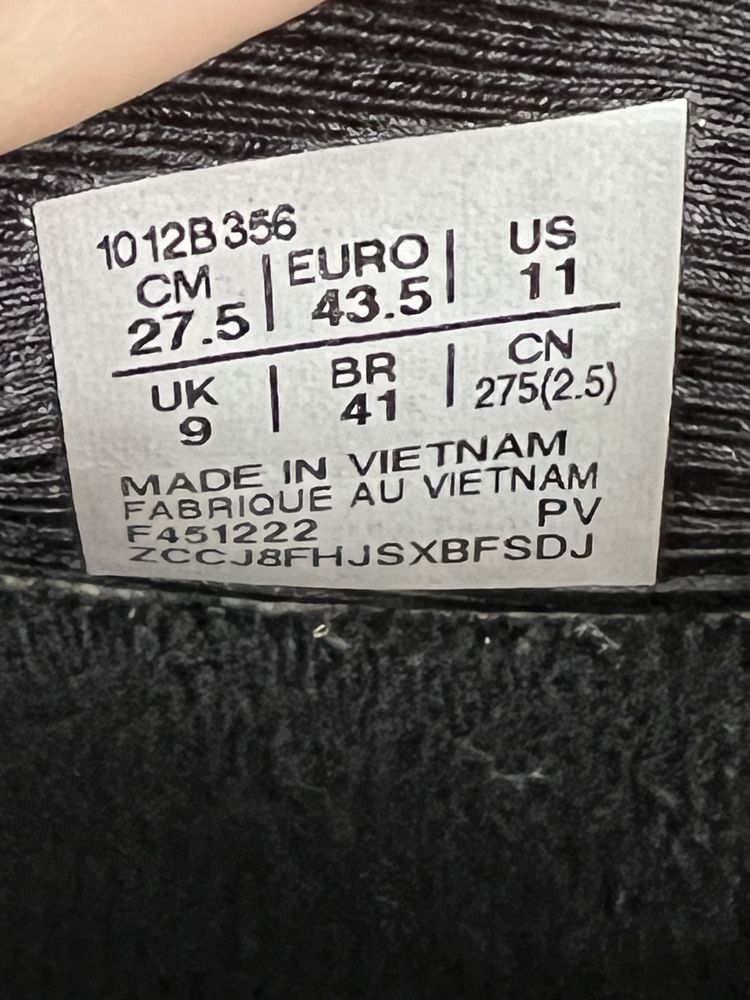 1012B356
CM | EURO | US
27.5 | 43.5 | 11
UK | BR | CN
9 | 41 | 275(2.5)
MADE IN VIETNAM
FABRIQUE AU VIETNAM
F451222 PV
ZCCJ8FHJSXBFSDJ